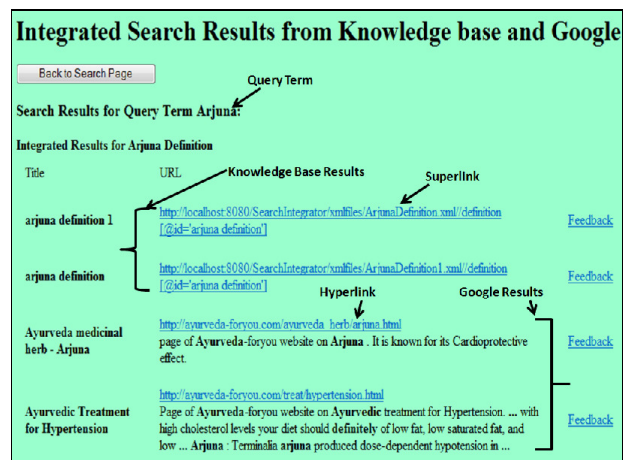 Integrated Search Results from Knowledge base and Google
Back to Search Page
Query Term
Search Results for Query Term Arjuna:
Integrated Results for Arjuna Definition
Title URL
Knowledge Base Results
Superlink
arjuna definition 1
http://localhost:8080/SearchIntegrator/xmlfiles/ArjunaDefinition.xml//definition
[@id='arjuna definition']
Feedback
arjuna definition
http://localhost:8080/SearchIntegrator/xmlfiles/ArjunaDefinition1.xml//definition
[@id='arjuna definition']
Feedback
Hyperlink
Google Results
Ayurveda medicinal
herb - Arjuna
http://ayurveda-foryou.com/ayurveda_herb/arjuna.html
page of Ayurveda-foryou website on Arjuna . It is known for its Cardioprotective
effect.
Feedback
Ayurvedic Treatment
for Hypertension
http://ayurveda-foryou.com/treat/hypertension.html
Page of Ayurveda-foryou website on Ayurvedic treatment for Hypertension. ... with
high cholesterol levels your diet should definitely of low fat, low saturated fat, and
low ... Arjuna : Terminalia arjuna produced dose-dependent hypotension in ...
Feedback